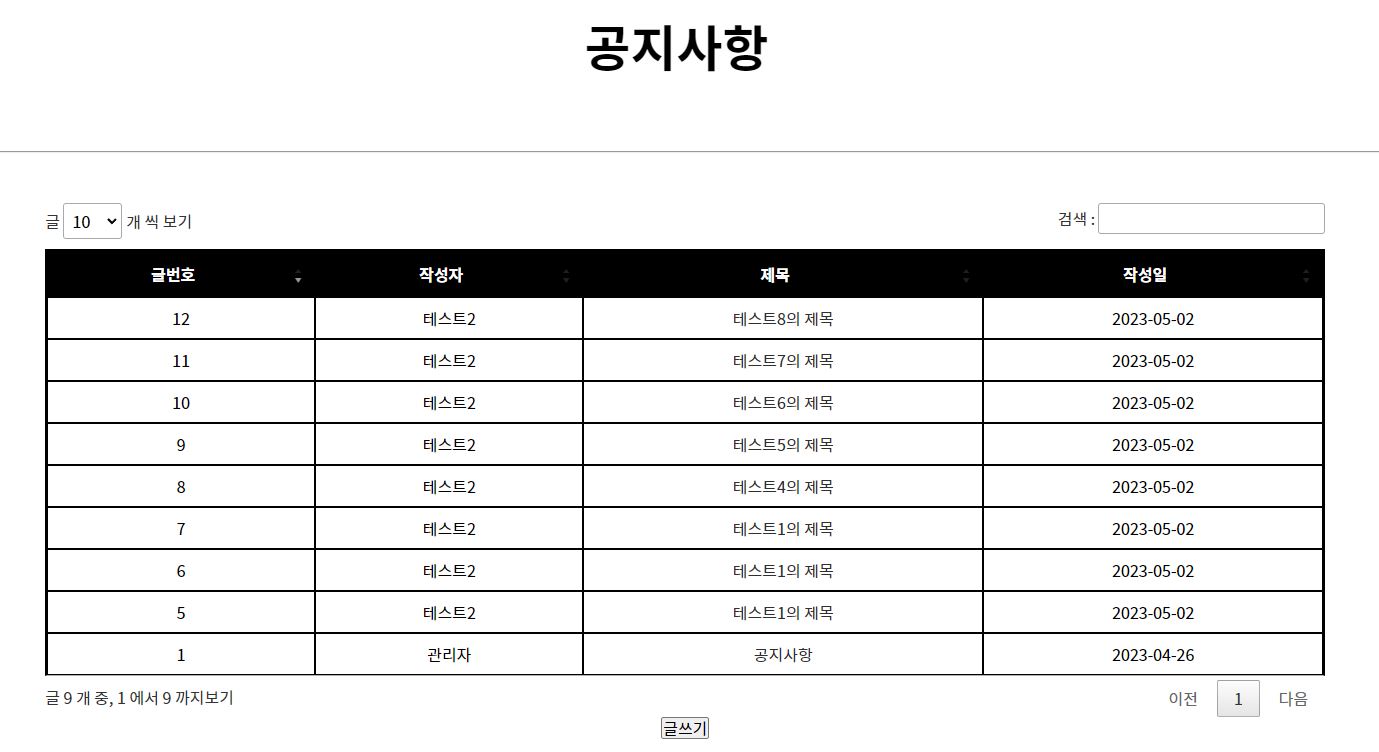 공지사항
글 10 개 씩 보기 검색 :
글번호 작성자 제목 작성일
12 테스트2 테스트8의 제목 2023-05-02
11 테스트2 테스트7의 제목 2023-05-02
10 테스트2 테스트6의 제목 2023-05-02
9 테스트2 테스트5의 제목 2023-05-02
8 테스트2 테스트4의 제목 2023-05-02
7 테스트2 테스트1의 제목 2023-05-02
6 테스트2 테스트1의 제목 2023-05-02
5 테스트2 테스트1의 제목 2023-05-02
1 관리자 공지사항 2023-04-26
글 9 개 중, 1 에서 9 까지보기 이전 1 다음
글쓰기